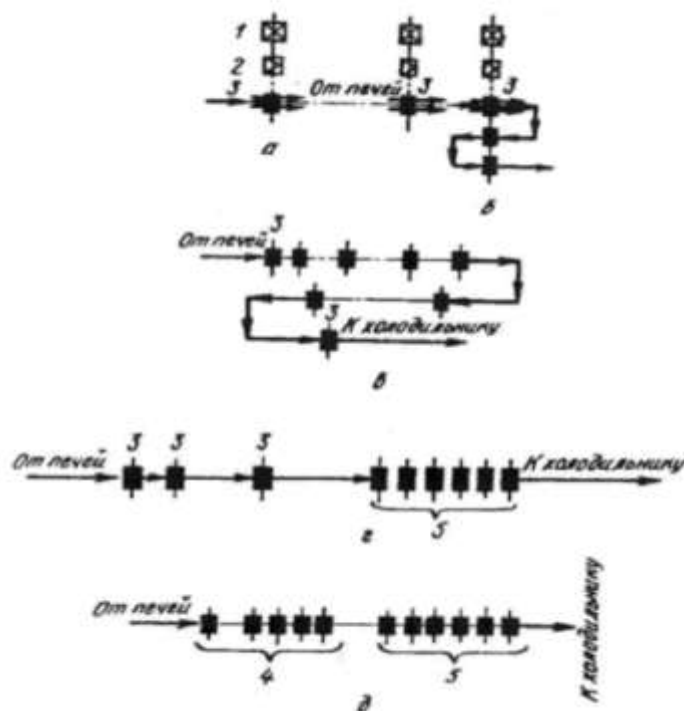 1
2
3 От печей 3 3
а
б
3
От печей
3
К холодильнику
в
3 3 3
От печей
К холодильнику
5
г
От печей
К холодильнику
4 5
д